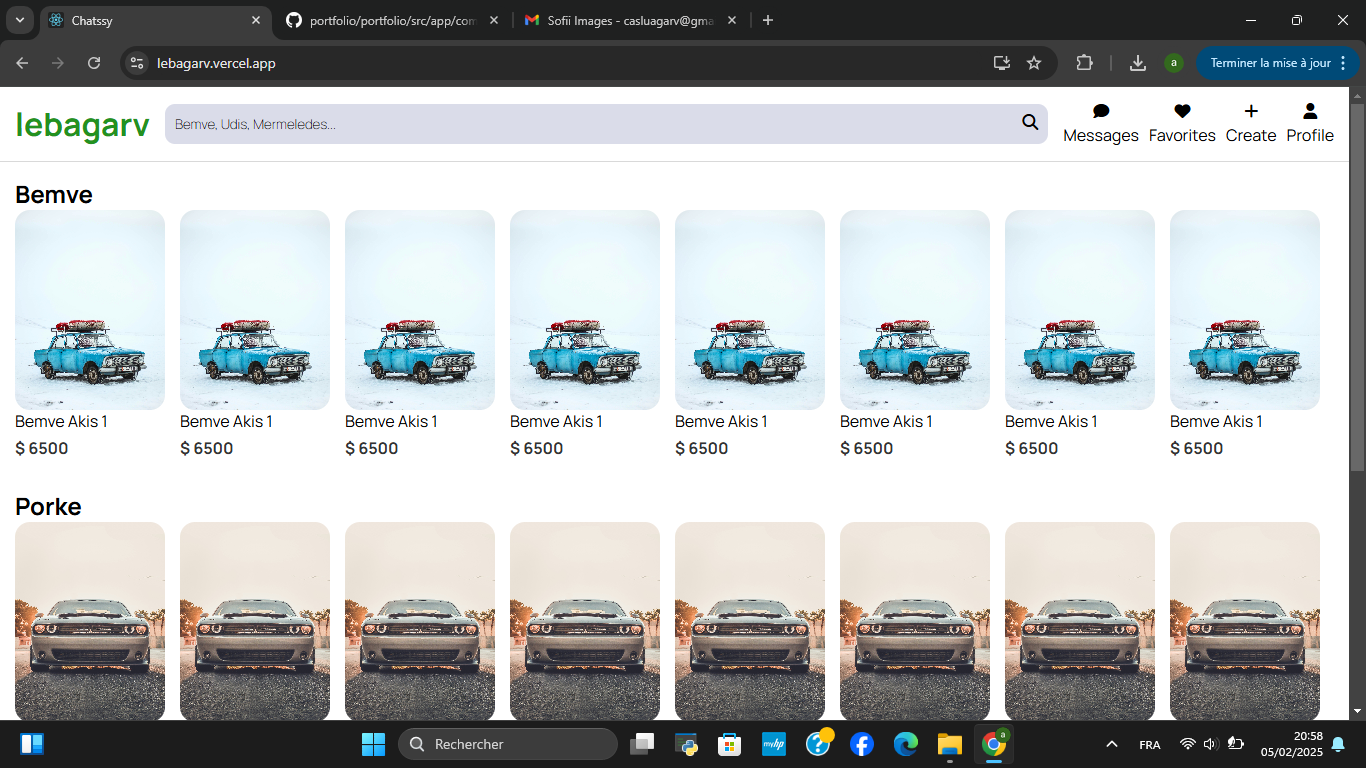 Chatssy
portfolio/portfolio/src/app/com
Sofii Images - casluagarv@gma
lebagarv.vercel.app
a
Terminer la mise à jour
lebagarv
Bemve, Udis, Mermeledes...
Messages Favorites Create Profile
Bemve
Bemve Akis 1 Bemve Akis 1 Bemve Akis 1 Bemve Akis 1 Bemve Akis 1 Bemve Akis 1 Bemve Akis 1 Bemve Akis 1
$ 6500 $ 6500 $ 6500 $ 6500 $ 6500 $ 6500 $ 6500 $ 6500
Porke
Rechercher
myhp
a
FRA
20:58
05/02/2025